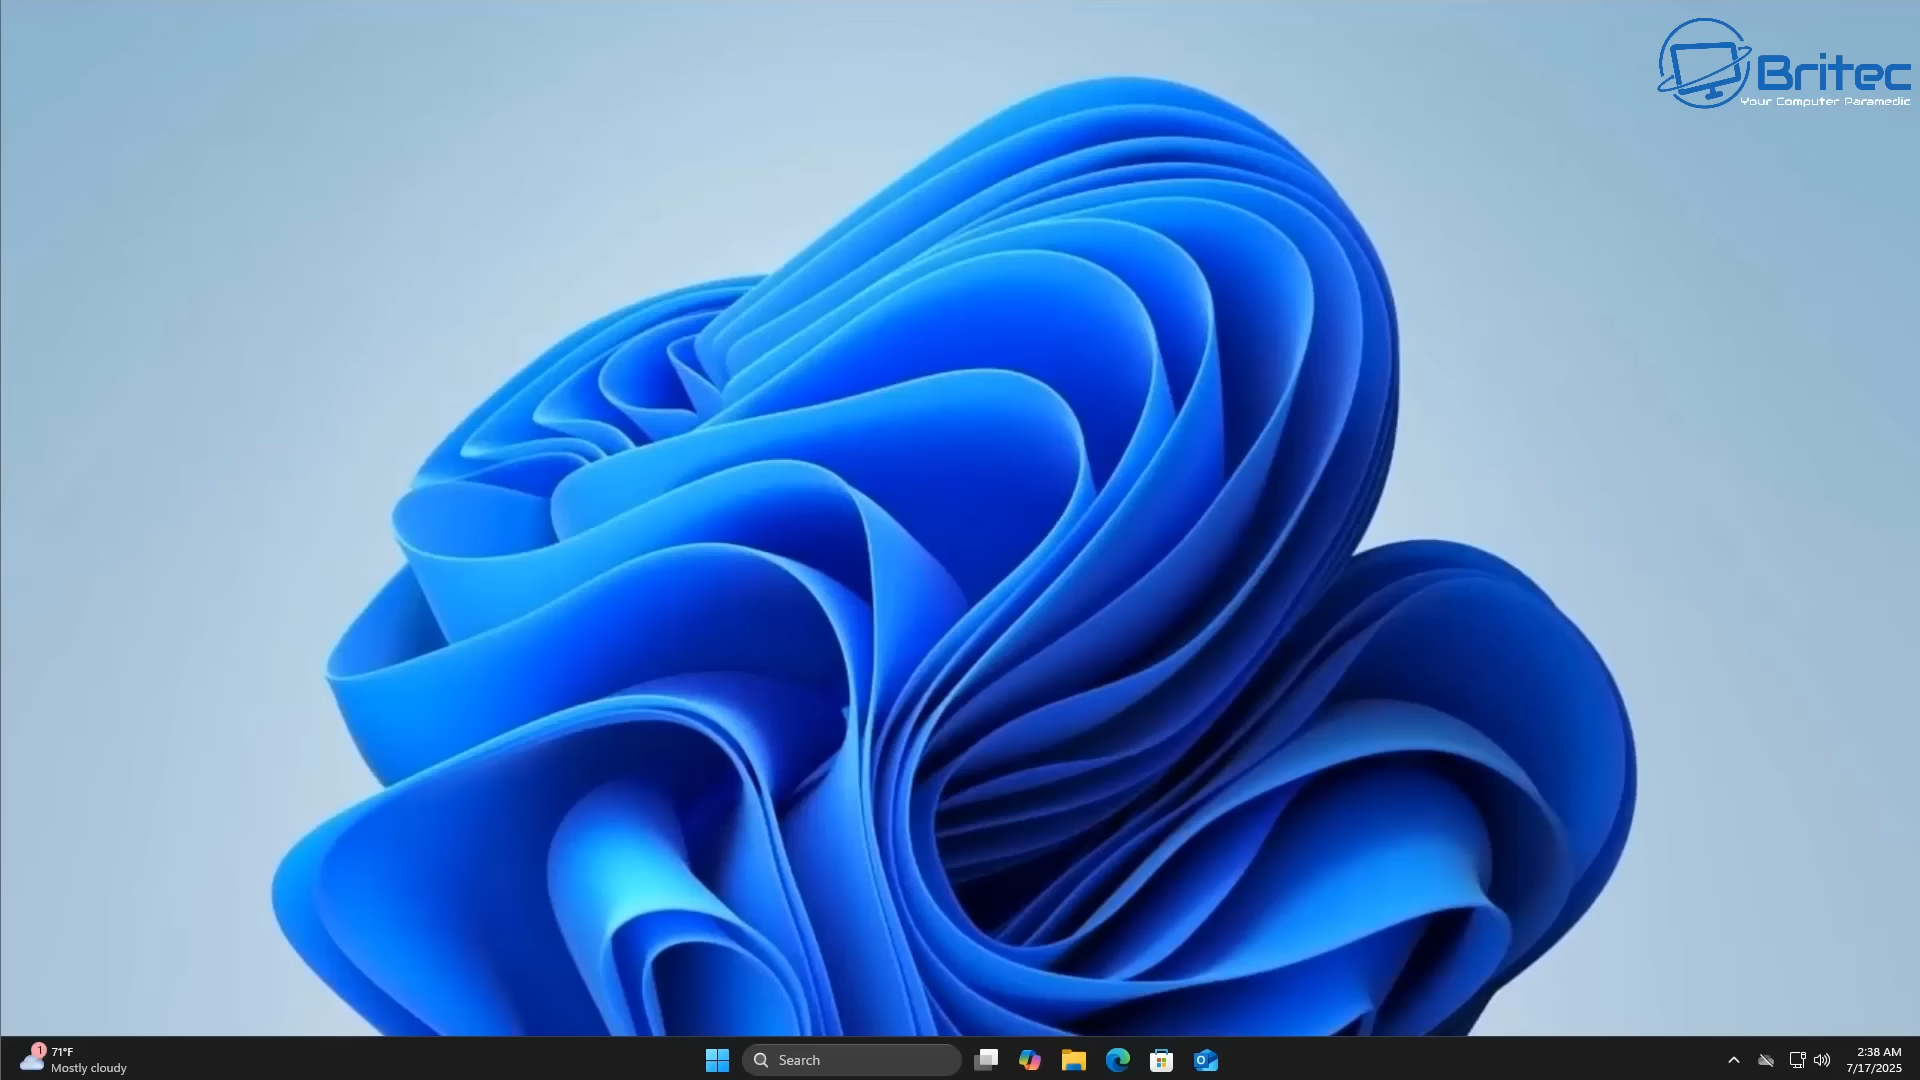 Britec
Your Computer Paramedic
1
71°F
Mostly cloudy
Search
2:38 AM
7/17/2025